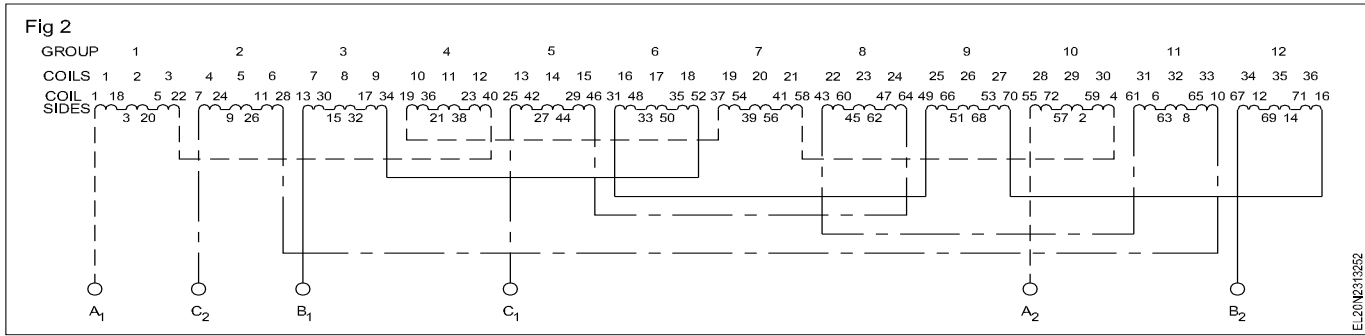 Fig 2
GROUP 1 2 3 4 5 6 7 8 9 10 11 12
COILS 1 2 3 4 5 6 7 8 9 10 11 12 13 14 15 16 17 18 19 20 21 22 23 24 25 26 27 28 29 30 31 32 33 34 35 36
COIL SIDES 1 18 5 22 7 24 11 28 13 30 17 34 19 36 23 40 25 42 29 46 31 48 35 52 37 54 41 58 43 60 47 64 49 66 53 70 55 72 59 4 61 6 65 10 67 12 71 16
3 20 9 26 15 32 21 38 27 44 33 50 39 56 45 62 51 68 57 2 63 8 69 14
A1 C2 B1 C1 A2 B2
EL20N2313252